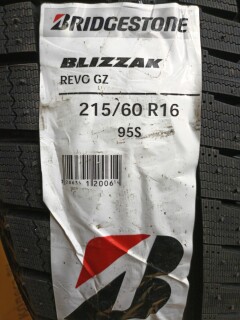 BRIDGESTONE
BLIZZAK
REVO GZ
215/60 R16
95S